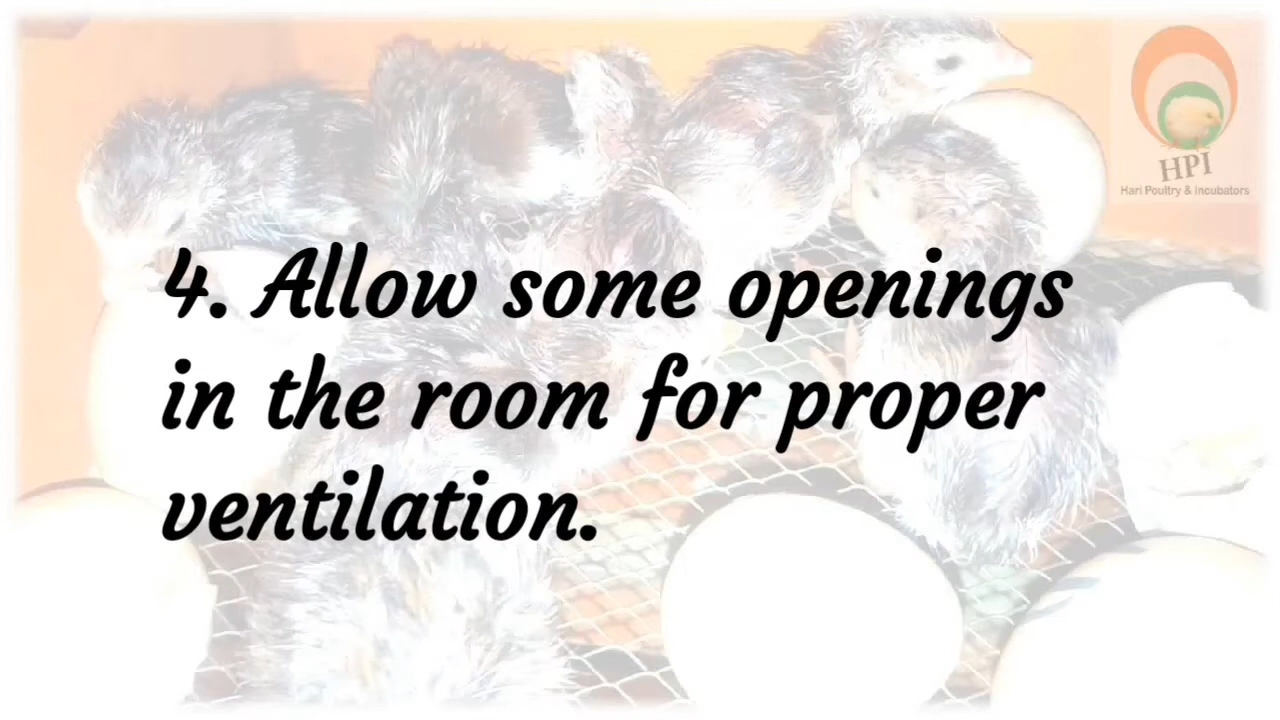 HPI
Hari Poultry & Incubators
4. Allow some openings
in the room for proper
ventilation.